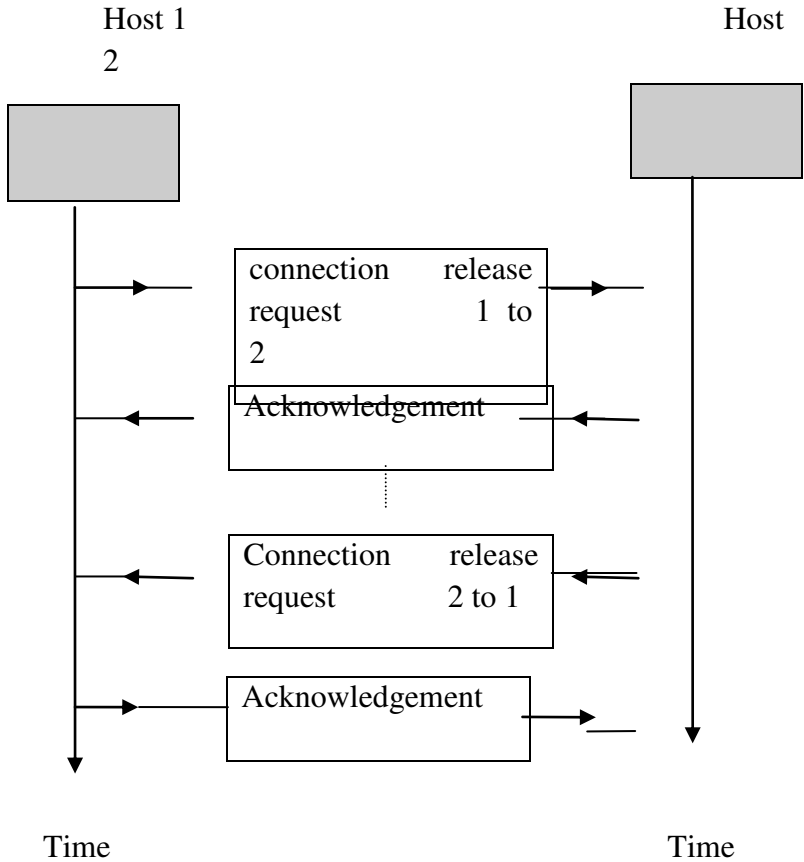 Host 1 Host
2
connection release
request 1 to
2
Acknowledgement
Connection release
request 2 to 1
Acknowledgement
Time Time